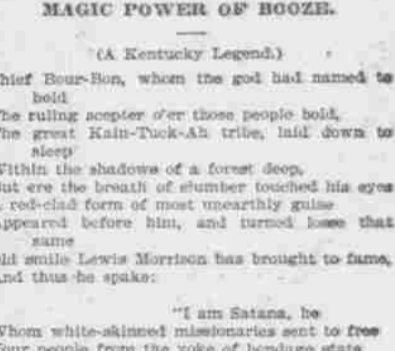 MAGIC POWER OF BOOZE.
(A Kentucky Legend.)
hief Bour-Bon, whom the god had named to
hold
he ruling scepter o'er those people bold,
he great Kain-Tuck-Ah tribe, laid down to
sleep
Within the shadows of a forest deep,
But ere the breath of slumber touched his eyes
red-clad form of most unearthly guise
Appeared before him, and turned loose that
same
ld smile Lewis Morrison has brought to fame,
And thus he spake:
"I am Satana, he
Whom white-skinned missionaries sent to free
Your people from the yoke of bondage state